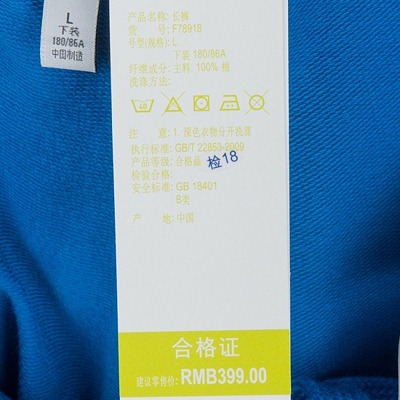 L
下装
180/86A
中国制造
产品名称: 长裤
货 号: F78918
号型(规格): L
下装 180/86A
纤维成分: 主料 100% 棉
洗涤方法:
40
注 意: 1. 深色衣物分开洗涤
执行标准: GB/T 22853-2009
产品等级: 合格品
检18
检验合格:
安全标准: GB 18401
B类
产 地: 中国
合格证
建议零售价: RMB399.00